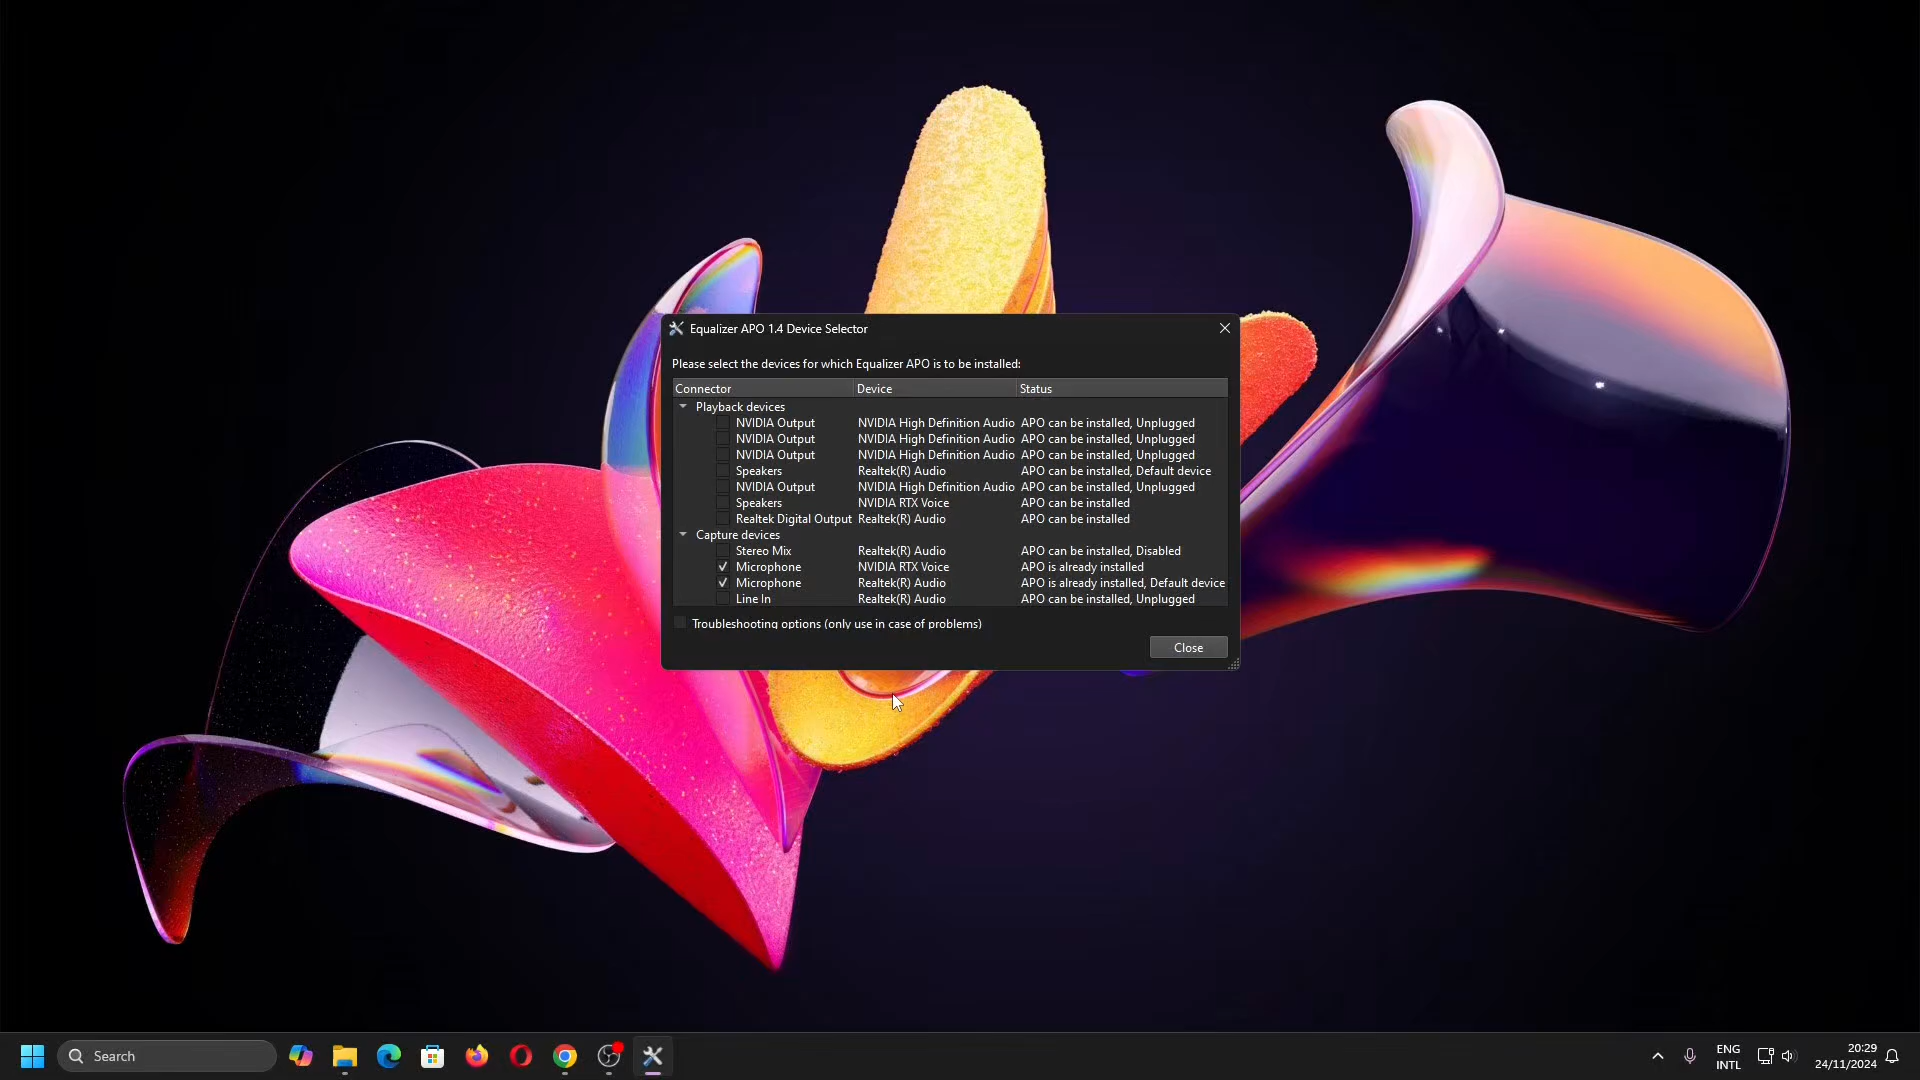 Equalizer APO 1.4 Device Selector
Please select the devices for which Equalizer APO is to be installed:
Connector Device Status
Playback devices
NVIDIA Output NVIDIA High Definition Audio APO can be installed, Unplugged
NVIDIA Output NVIDIA High Definition Audio APO can be installed, Unplugged
NVIDIA Output NVIDIA High Definition Audio APO can be installed, Unplugged
Speakers Realtek(R) Audio APO can be installed, Default device
NVIDIA Output NVIDIA High Definition Audio APO can be installed, Unplugged
Speakers NVIDIA RTX Voice APO can be installed
Realtek Digital Output Realtek(R) Audio APO can be installed
Capture devices
Stereo Mix Realtek(R) Audio APO can be installed, Disabled
Microphone NVIDIA RTX Voice APO is already installed
Microphone Realtek(R) Audio APO is already installed, Default device
Line In Realtek(R) Audio APO can be installed, Unplugged
Troubleshooting options (only use in case of problems)
Close
Search
ENG
INTL
20:29
24/11/2024